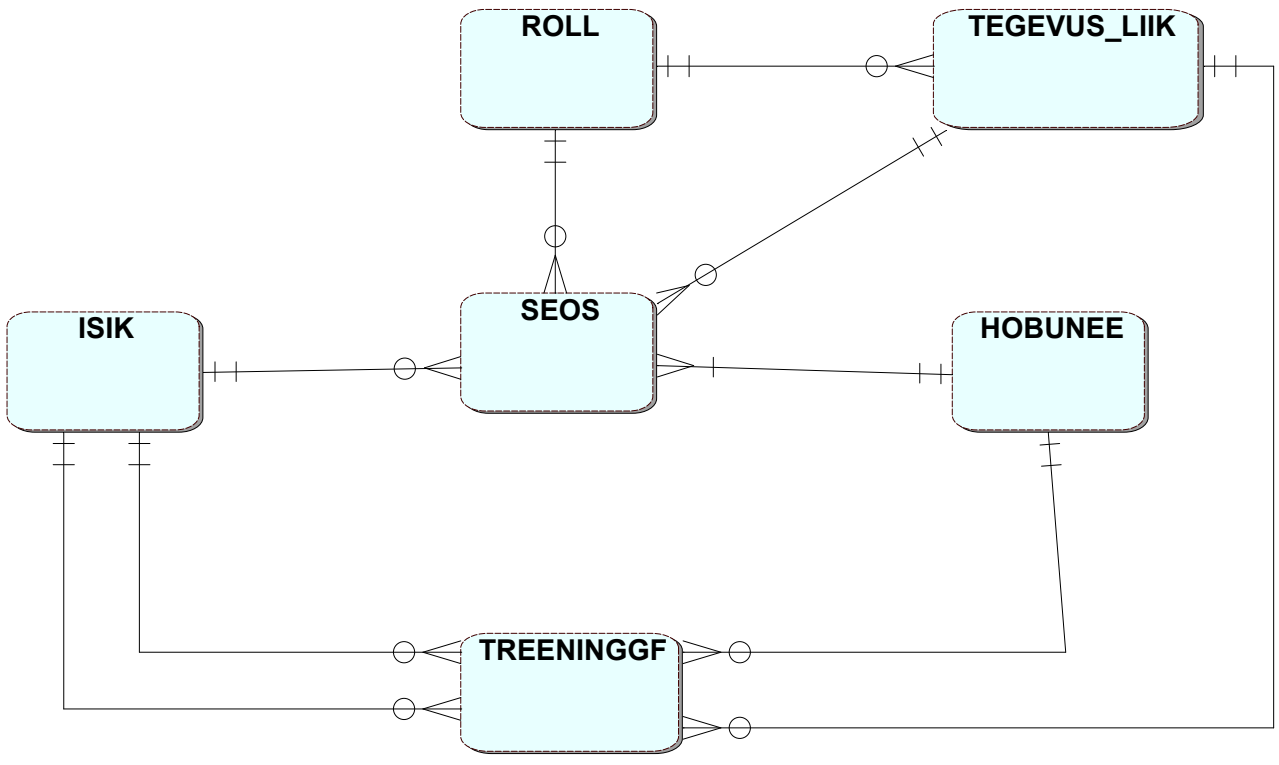 ROLL
TEGEVUS_LIIK
SEOS
ISIK
HOBUNEE
TREENINGGF